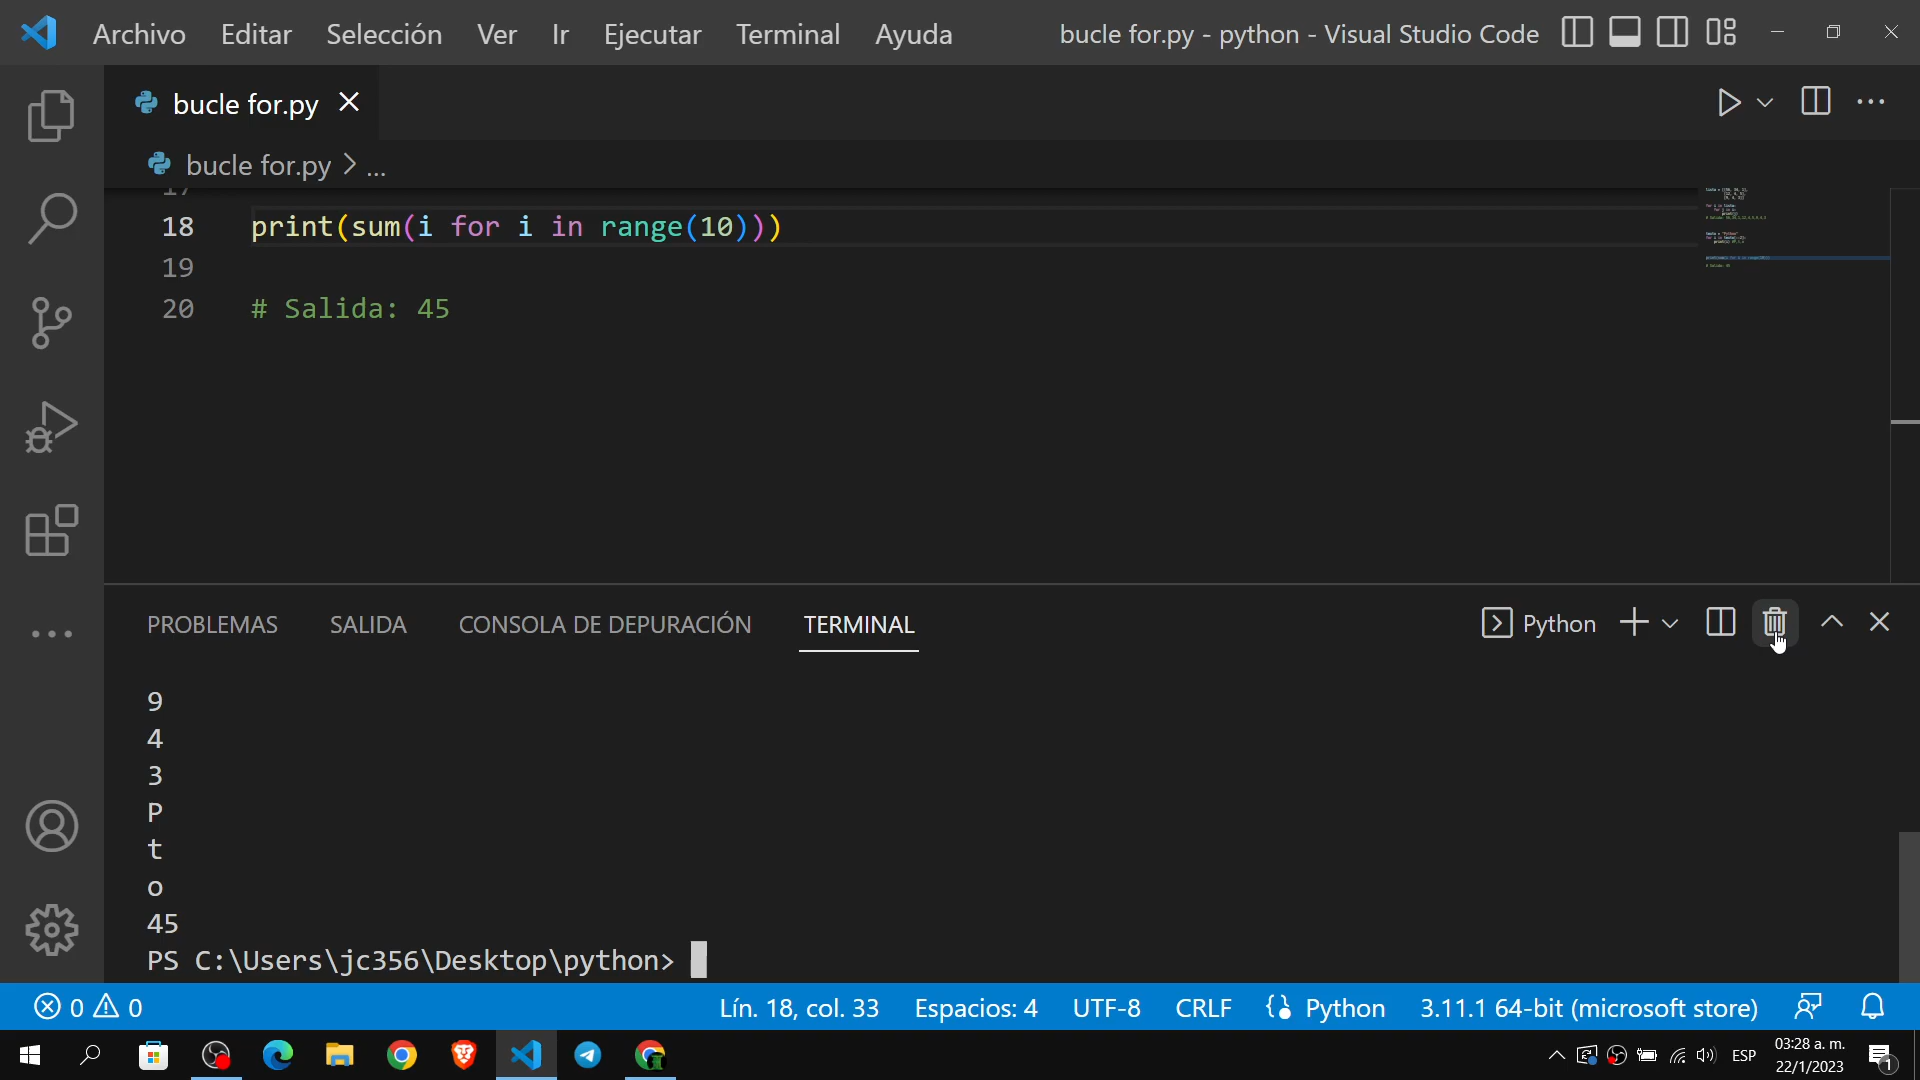 Archivo Editar Selección Ver Ir Ejecutar Terminal Ayuda bucle for.py - python - Visual Studio Code
bucle for.py
bucle for.py > ...
17
18 print(sum(i for i in range(10)))
19
20 # Salida: 45
PROBLEMAS SALIDA CONSOLA DE DEPURACIÓN TERMINAL Python
9
4
3
P
t
o
45
PS C:\Users\jc356\Desktop\python>
0 0 Lín. 18, col. 33 Espacios: 4 UTF-8 CRLF Python 3.11.1 64-bit (microsoft store)
ESP 03:28 a. m.
22/1/2023 1